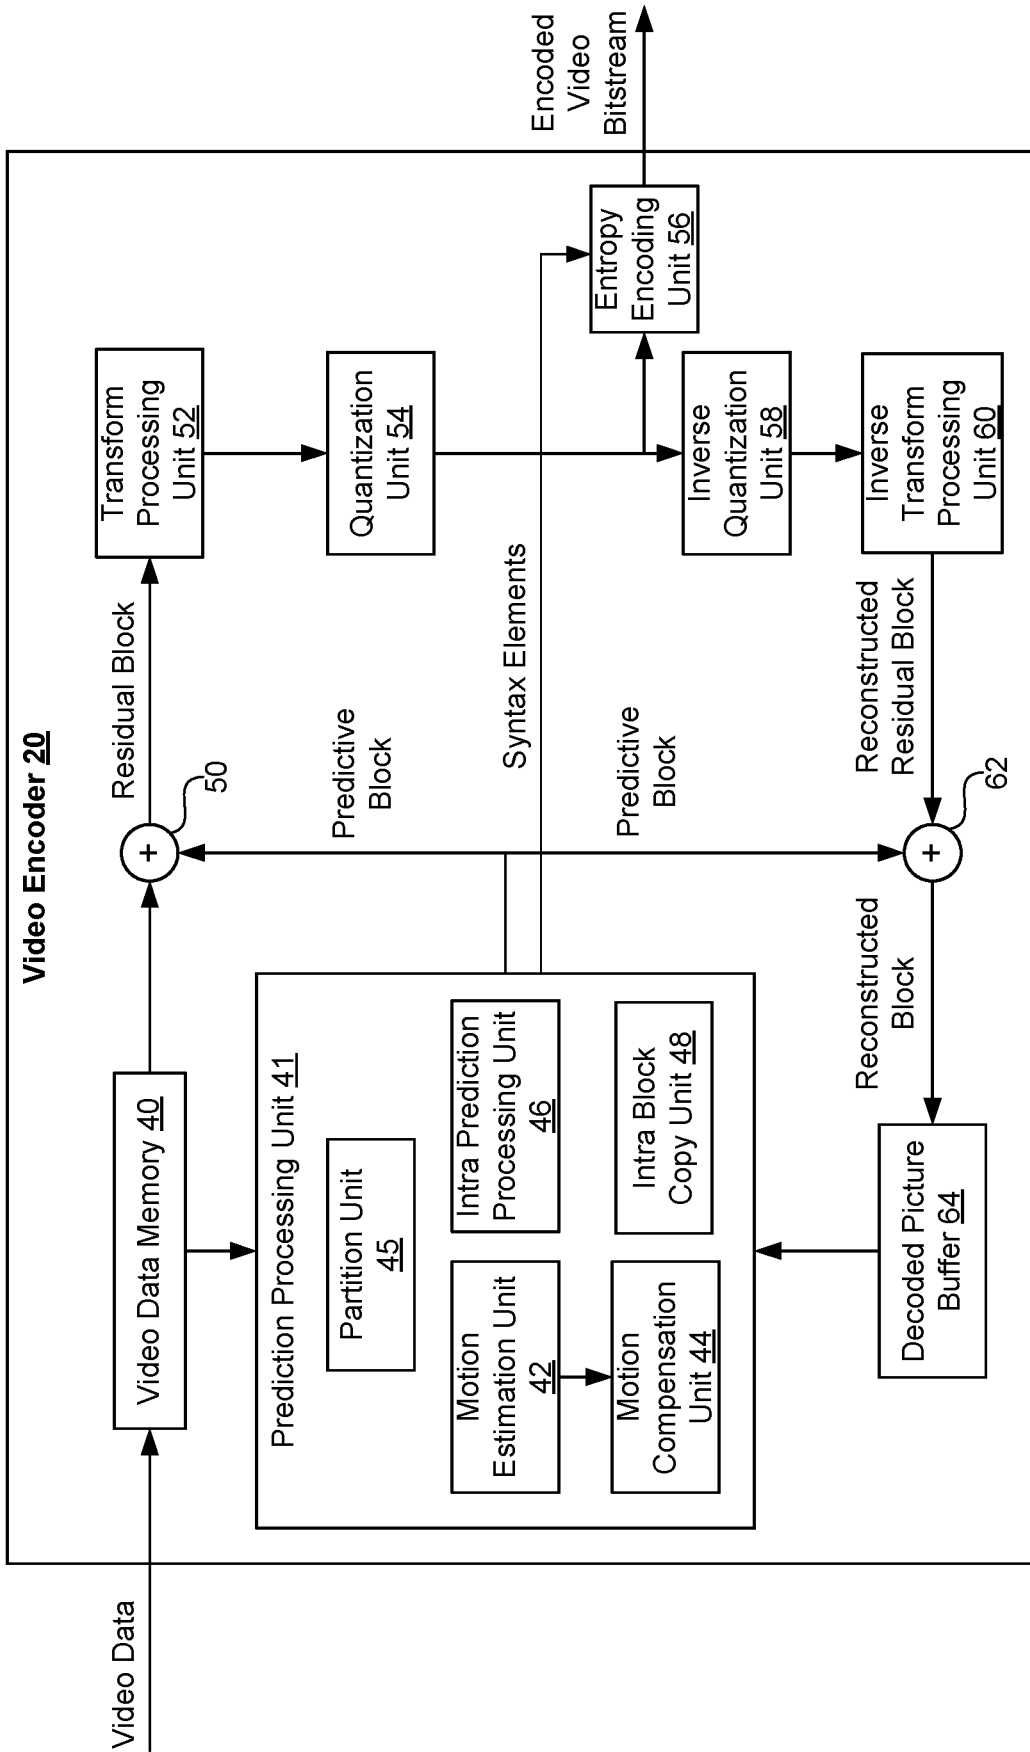 Video Encoder 20
Video Data
Video Data Memory 40
50
Residual Block
Transform
Processing
Unit 52
Prediction Processing Unit 41
Partition Unit
45
Motion
Estimation Unit
42
Intra Prediction
Processing Unit
46
Motion
Compensation
Unit 44
Intra Block
Copy Unit 48
Predictive
Block
Quantization
Unit 54
Syntax Elements
Entropy
Encoding
Unit 56
Encoded
Video
Bitstream
Predictive
Block
Inverse
Quantization
Unit 58
Decoded Picture
Buffer 64
Reconstructed
Block
62
Reconstructed
Residual Block
Inverse
Transform
Processing
Unit 60